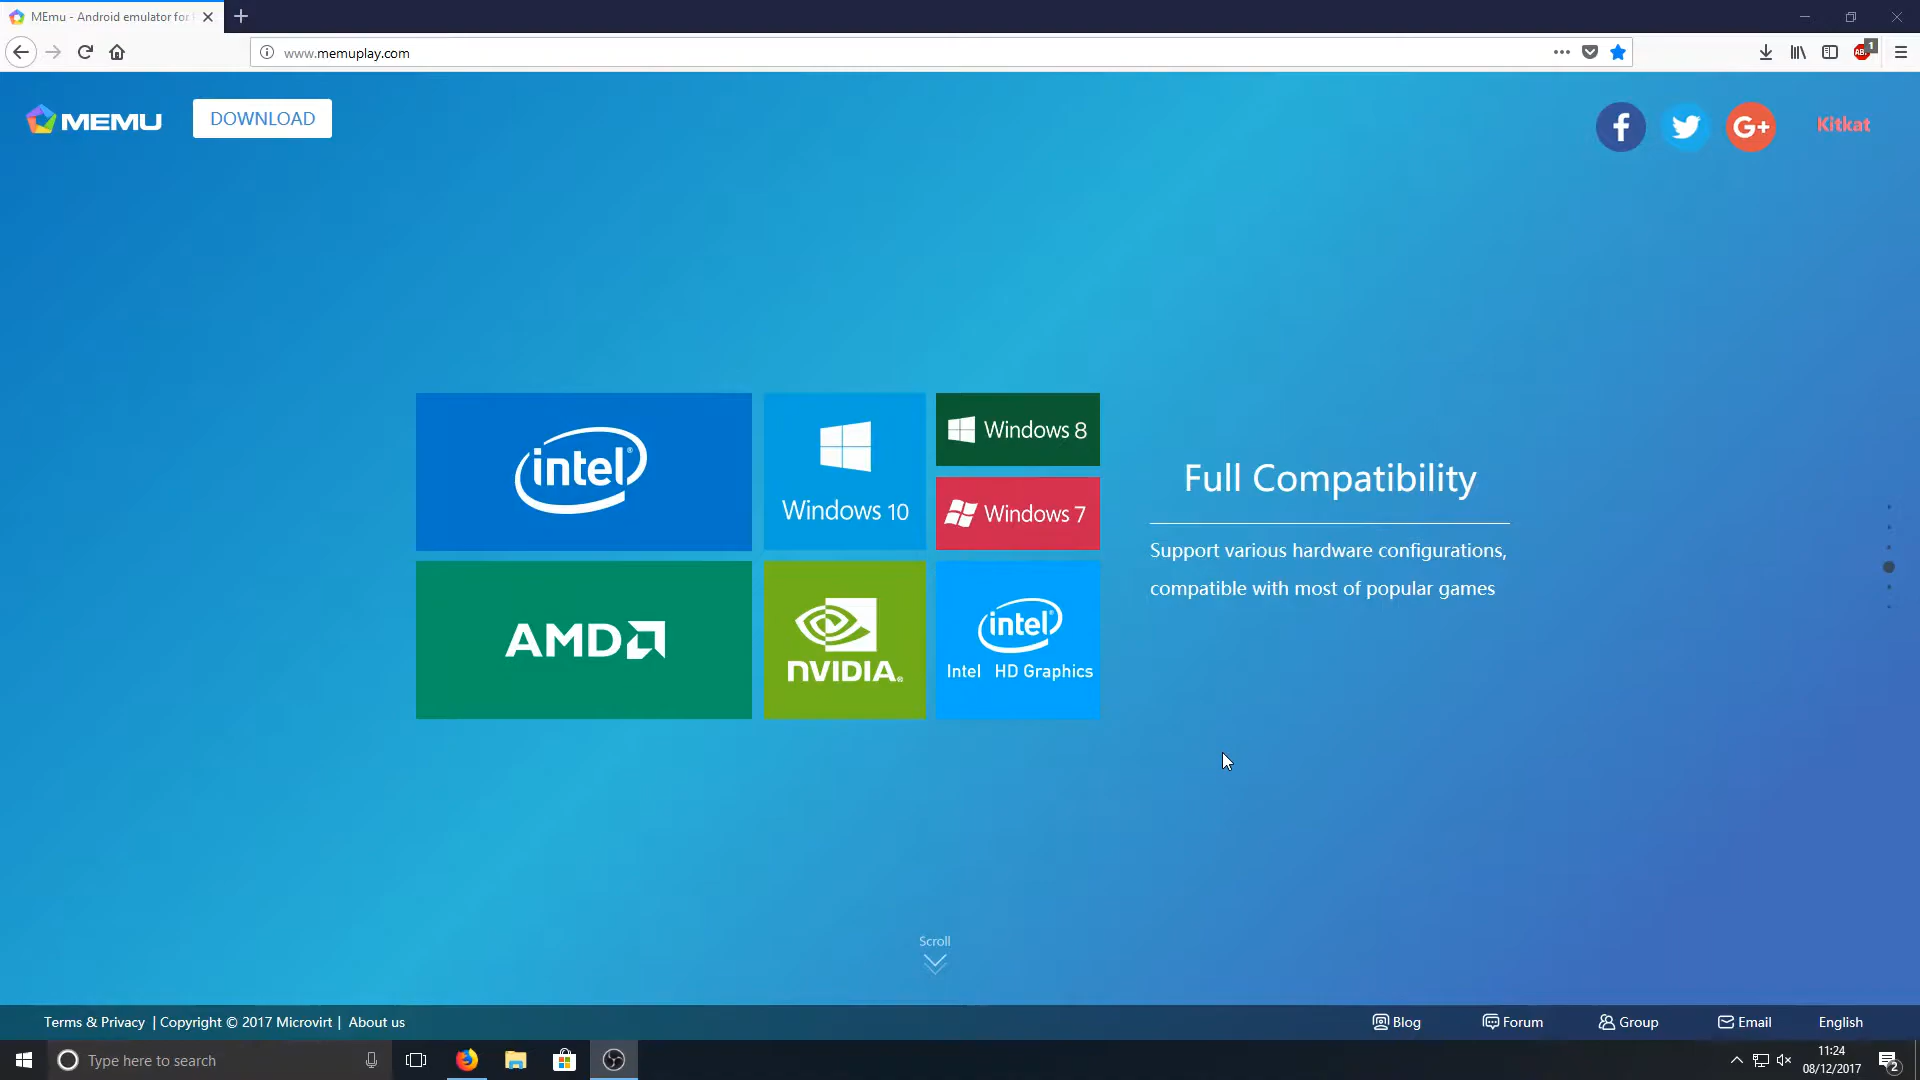 MEmu - Android emulator for
www.memuplay.com
1
MEMU
DOWNLOAD
f
G+
Kitkat
intel®
Windows 10
Windows 8
Windows 7
AMD
NVIDIA®
intel
Intel HD Graphics
Full Compatibility
Support various hardware configurations,
compatible with most of popular games
Scroll
Terms & Privacy | Copyright © 2017 Microvirt | About us
Blog
Forum
Group
Email
English
Type here to search
11:24
08/12/2017
2